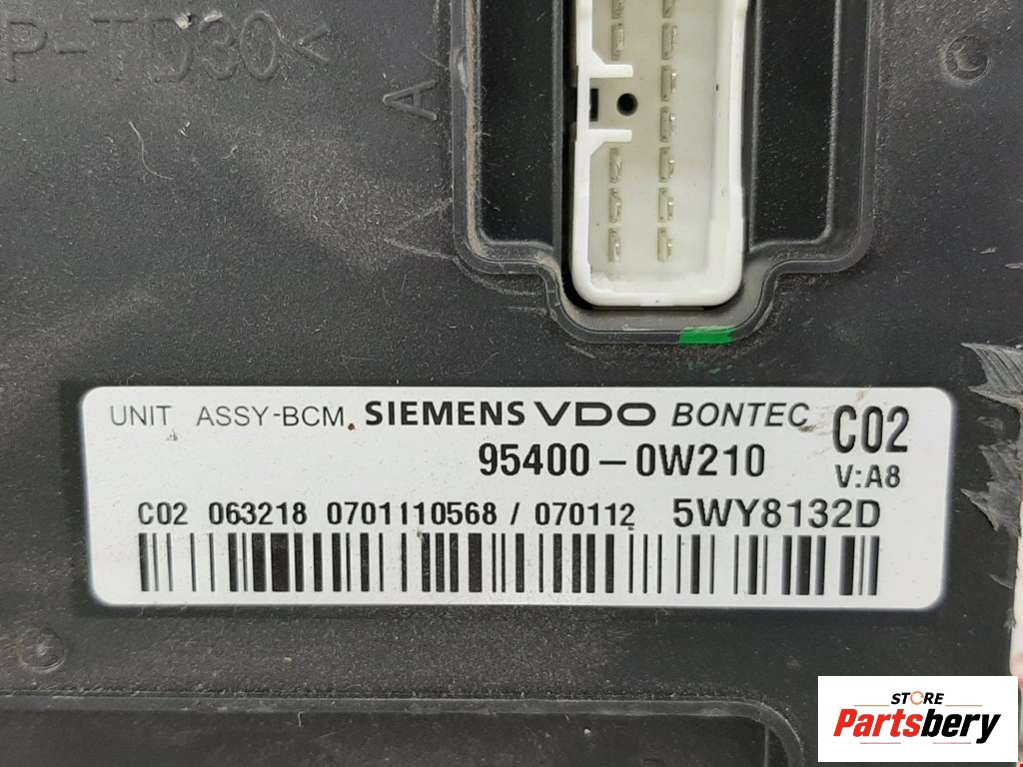 P-TD30<
A
UNIT ASSY-BCM SIEMENS VDO BONTEC C02
95400-0W210 V:A8
C02 063218 0701110568 / 070112 5WY8132D
STORE
Partsbery